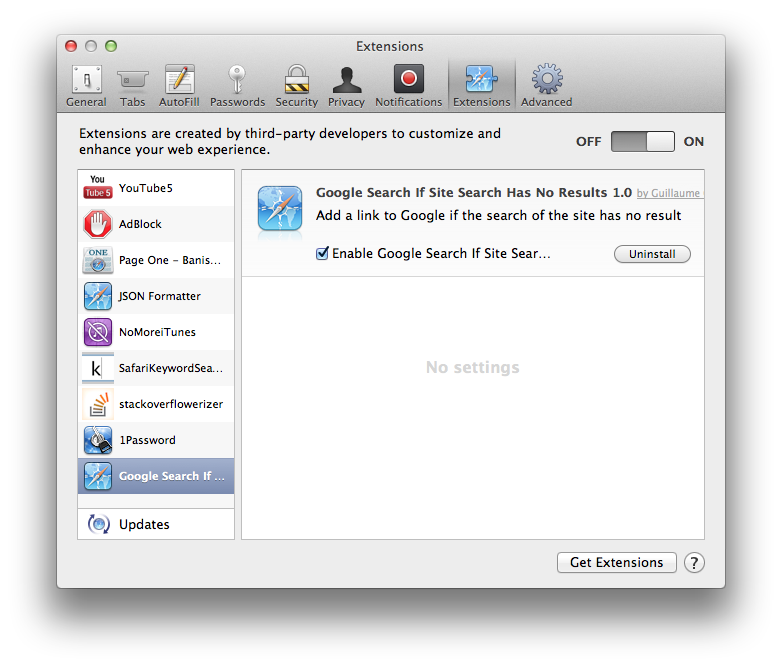 Extensions
General Tabs AutoFill Passwords Security Privacy Notifications Extensions Advanced
Extensions are created by third-party developers to customize and
enhance your web experience.
OFF ON
You
Tube 5
YouTube5
AdBlock
ONE
Page One – Banis...
JSON Formatter
NoMoreiTunes
k
SafariKeywordSea...
stackoverflowerizer
1Password
Google Search If ...
Updates
Google Search If Site Search Has No Results 1.0 by Guillaume
Add a link to Google if the search of the site has no result
Enable Google Search If Site Sear...
Uninstall
No settings
Get Extensions ?